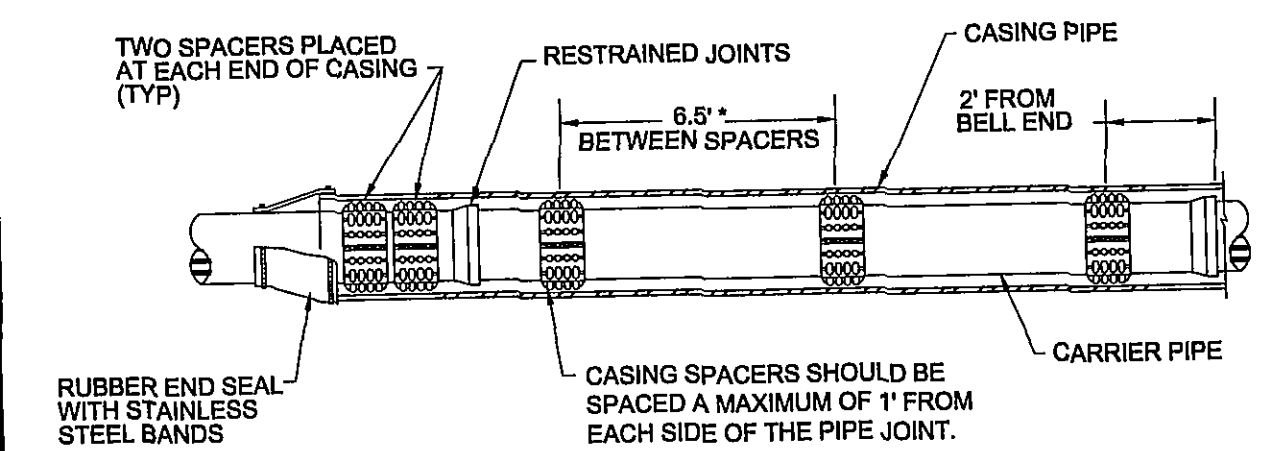 TWO SPACERS PLACED
AT EACH END OF CASING
(TYP)
RESTRAINED JOINTS
CASING PIPE
6.5' *
BETWEEN SPACERS
2' FROM
BELL END
RUBBER END SEAL
WITH STAINLESS
STEEL BANDS
CASING SPACERS SHOULD BE
SPACED A MAXIMUM OF 1' FROM
EACH SIDE OF THE PIPE JOINT.
CARRIER PIPE